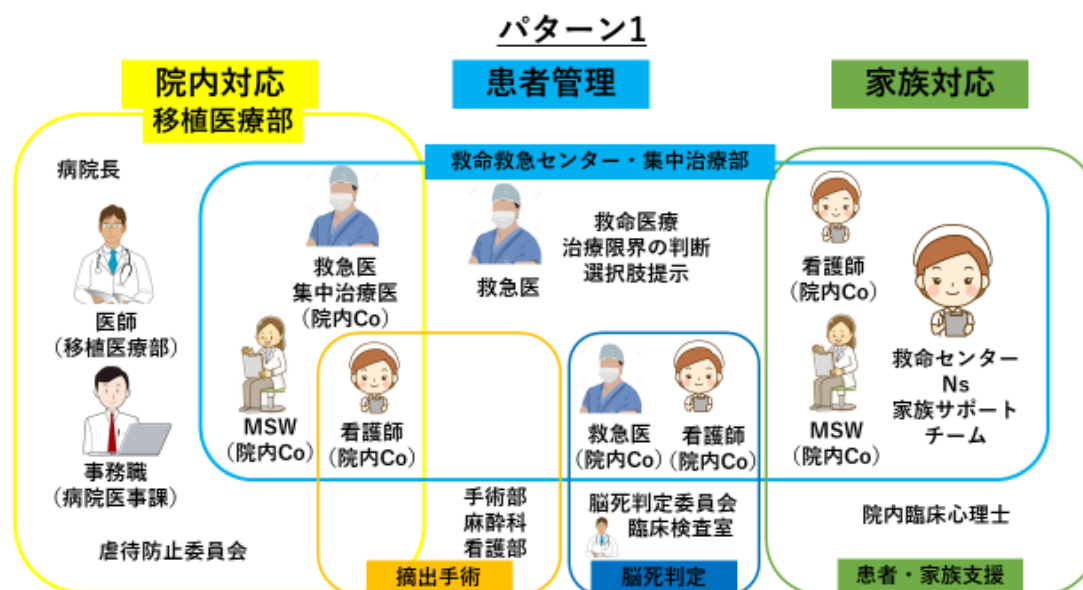 パターン1
院内対応
移植医療部
患者管理
家族対応
救命救急センター・集中治療部
病院長
医師
(移植医療部)
事務職
(病院医事課)
虐待防止委員会
救急医
集中治療医
(院内Co)
MSW
(院内Co)
看護師
(院内Co)
救急医
救命医療
治療限界の判断
選択肢提示
手術部
麻酔科
看護部
摘出手術
救急医
(院内Co)
看護師
(院内Co)
脳死判定委員会
臨床検査室
脳死判定
看護師
(院内Co)
MSW
(院内Co)
救命センター
Ns
家族サポート
チーム
院内臨床心理士
患者・家族支援